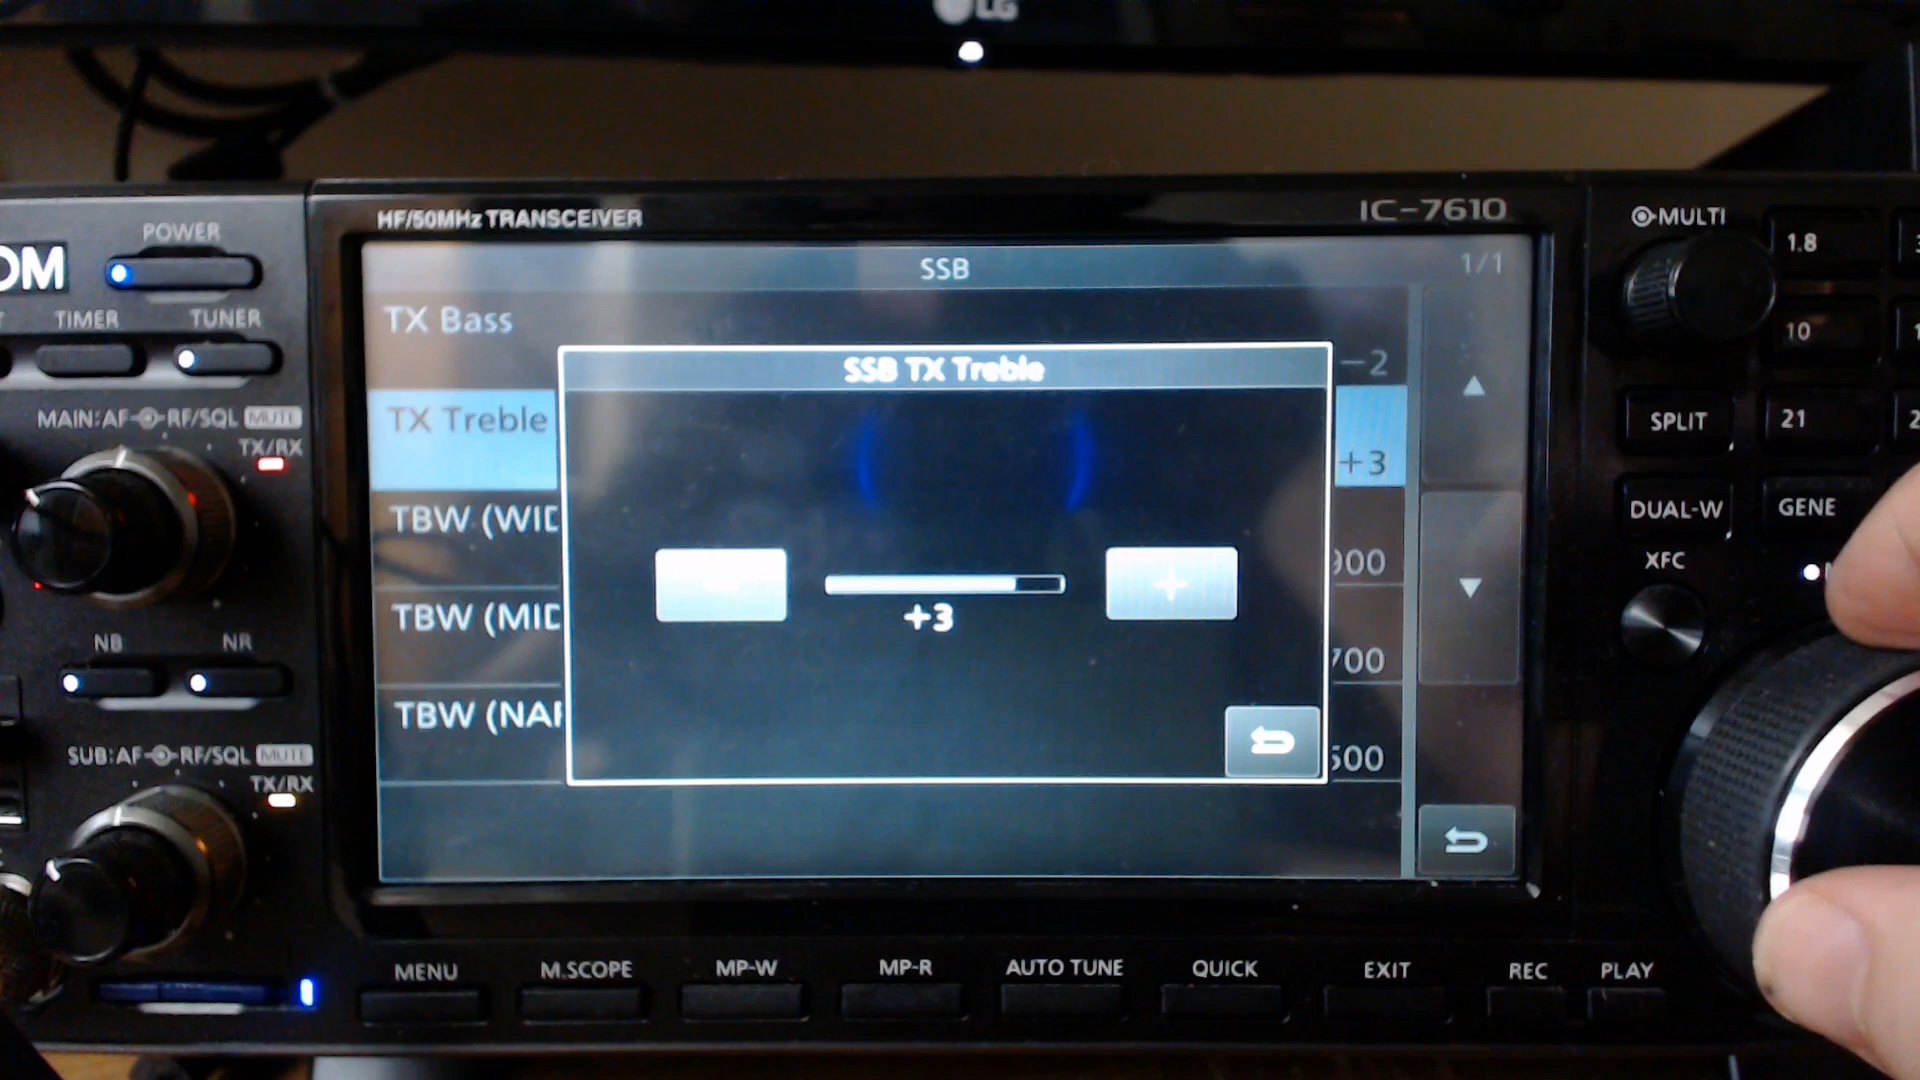 LG
HF/50MHz TRANSCEIVER
IC-7610
POWER
OM
TIMER
TUNER
MAIN:AF RF/SQL MUTE
TX/RX
NB
NR
SUB:AF RF/SQL MUTE
TX/RX
SSB
1/1
TX Bass
-2
SSB TX Treble
TX Treble
+3
- +
+3
TBW (WID
900
TBW (MID
700
TBW (NAR
500
MENU
M.SCOPE
MP-W
MP-R
AUTO TUNE
QUICK
EXIT
REC
PLAY
MULTI
1.8
10
SPLIT
21
DUAL-W
GENE
XFC